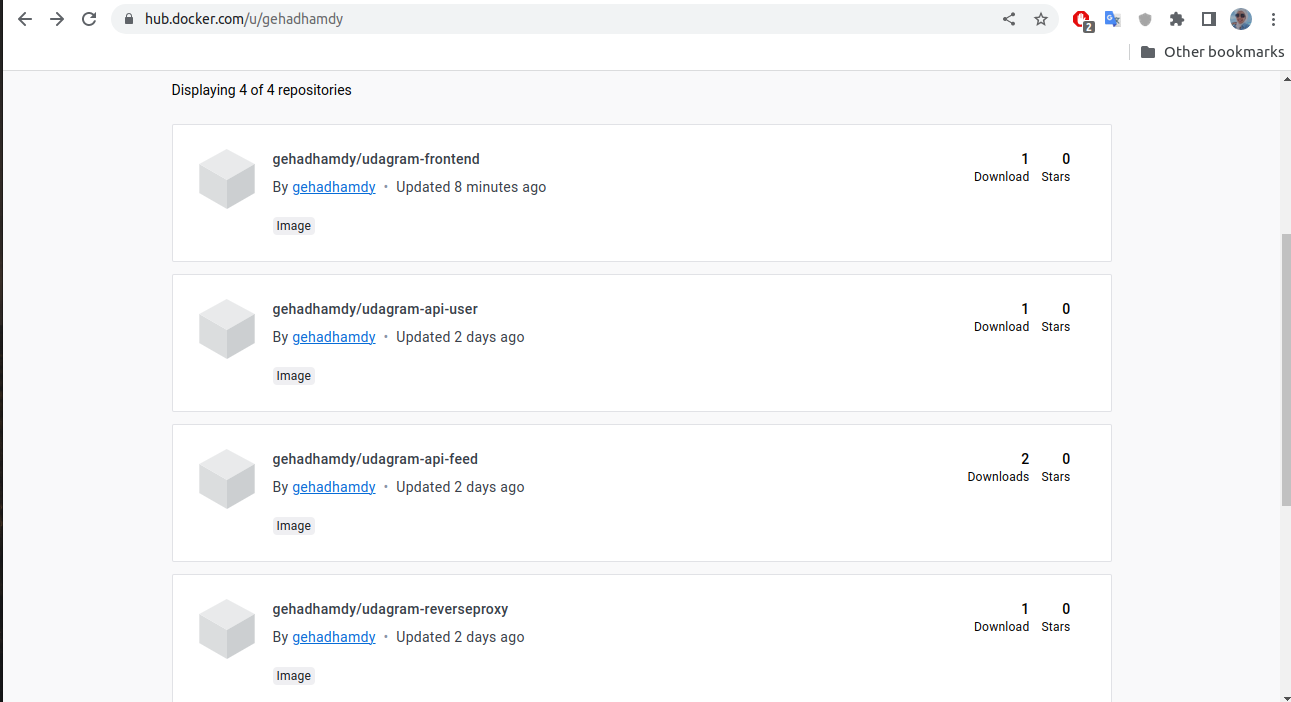 hub.docker.com/u/gehadhamdy
2
Other bookmarks
Displaying 4 of 4 repositories
gehadhamdy/udagram-frontend
1 0
By gehadhamdy • Updated 8 minutes ago
Download Stars
Image
gehadhamdy/udagram-api-user
1 0
By gehadhamdy • Updated 2 days ago
Download Stars
Image
gehadhamdy/udagram-api-feed
2 0
By gehadhamdy • Updated 2 days ago
Downloads Stars
Image
gehadhamdy/udagram-reverseproxy
1 0
By gehadhamdy • Updated 2 days ago
Download Stars
Image